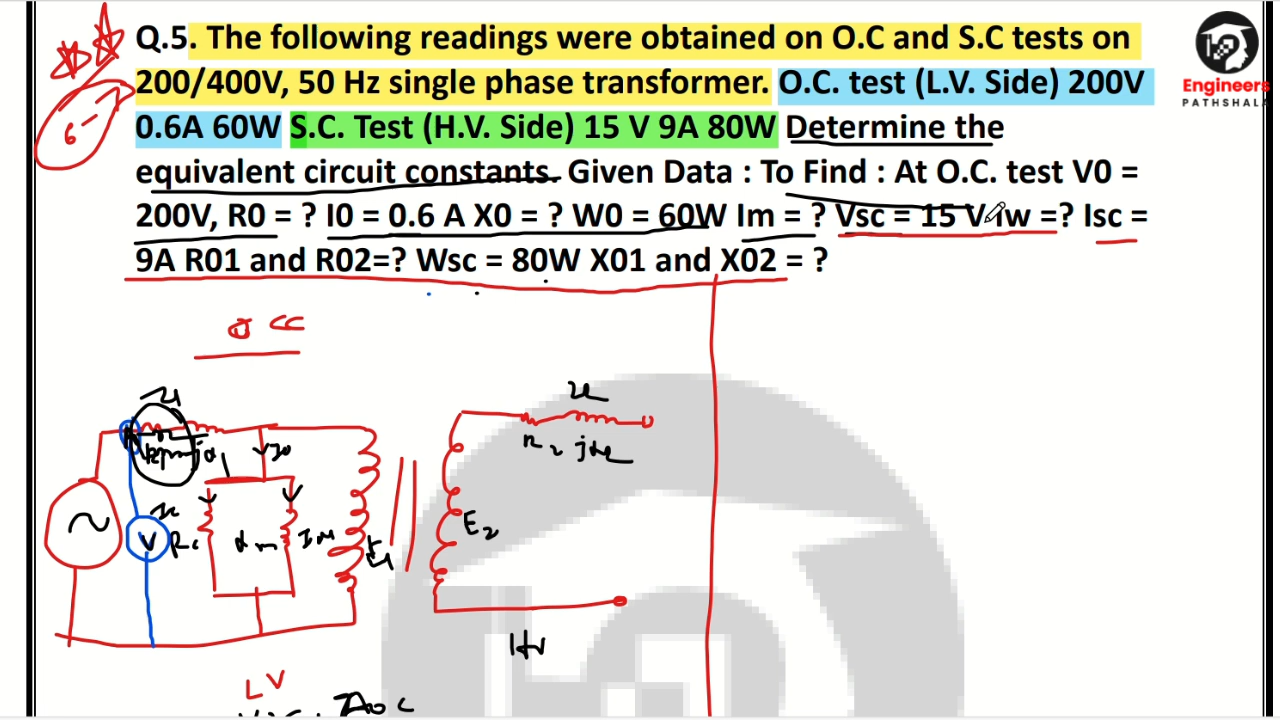 Q.5. The following readings were obtained on O.C and S.C tests on
200/400V, 50 Hz single phase transformer. O.C. test (L.V. Side) 200V
0.6A 60W S.C. Test (H.V. Side) 15 V 9A 80W Determine the
equivalent circuit constants. Given Data : To Find : At O.C. test V0 =
200V, R0 = ? I0 = 0.6 A X0 = ? W0 = 60W Im = ? Vsc = 15 V Iw =? Isc =
9A R01 and R02=? Wsc = 80W X01 and X02 = ?
Engineers
PATHSHALA
6
E2
V
Im
HV
LV